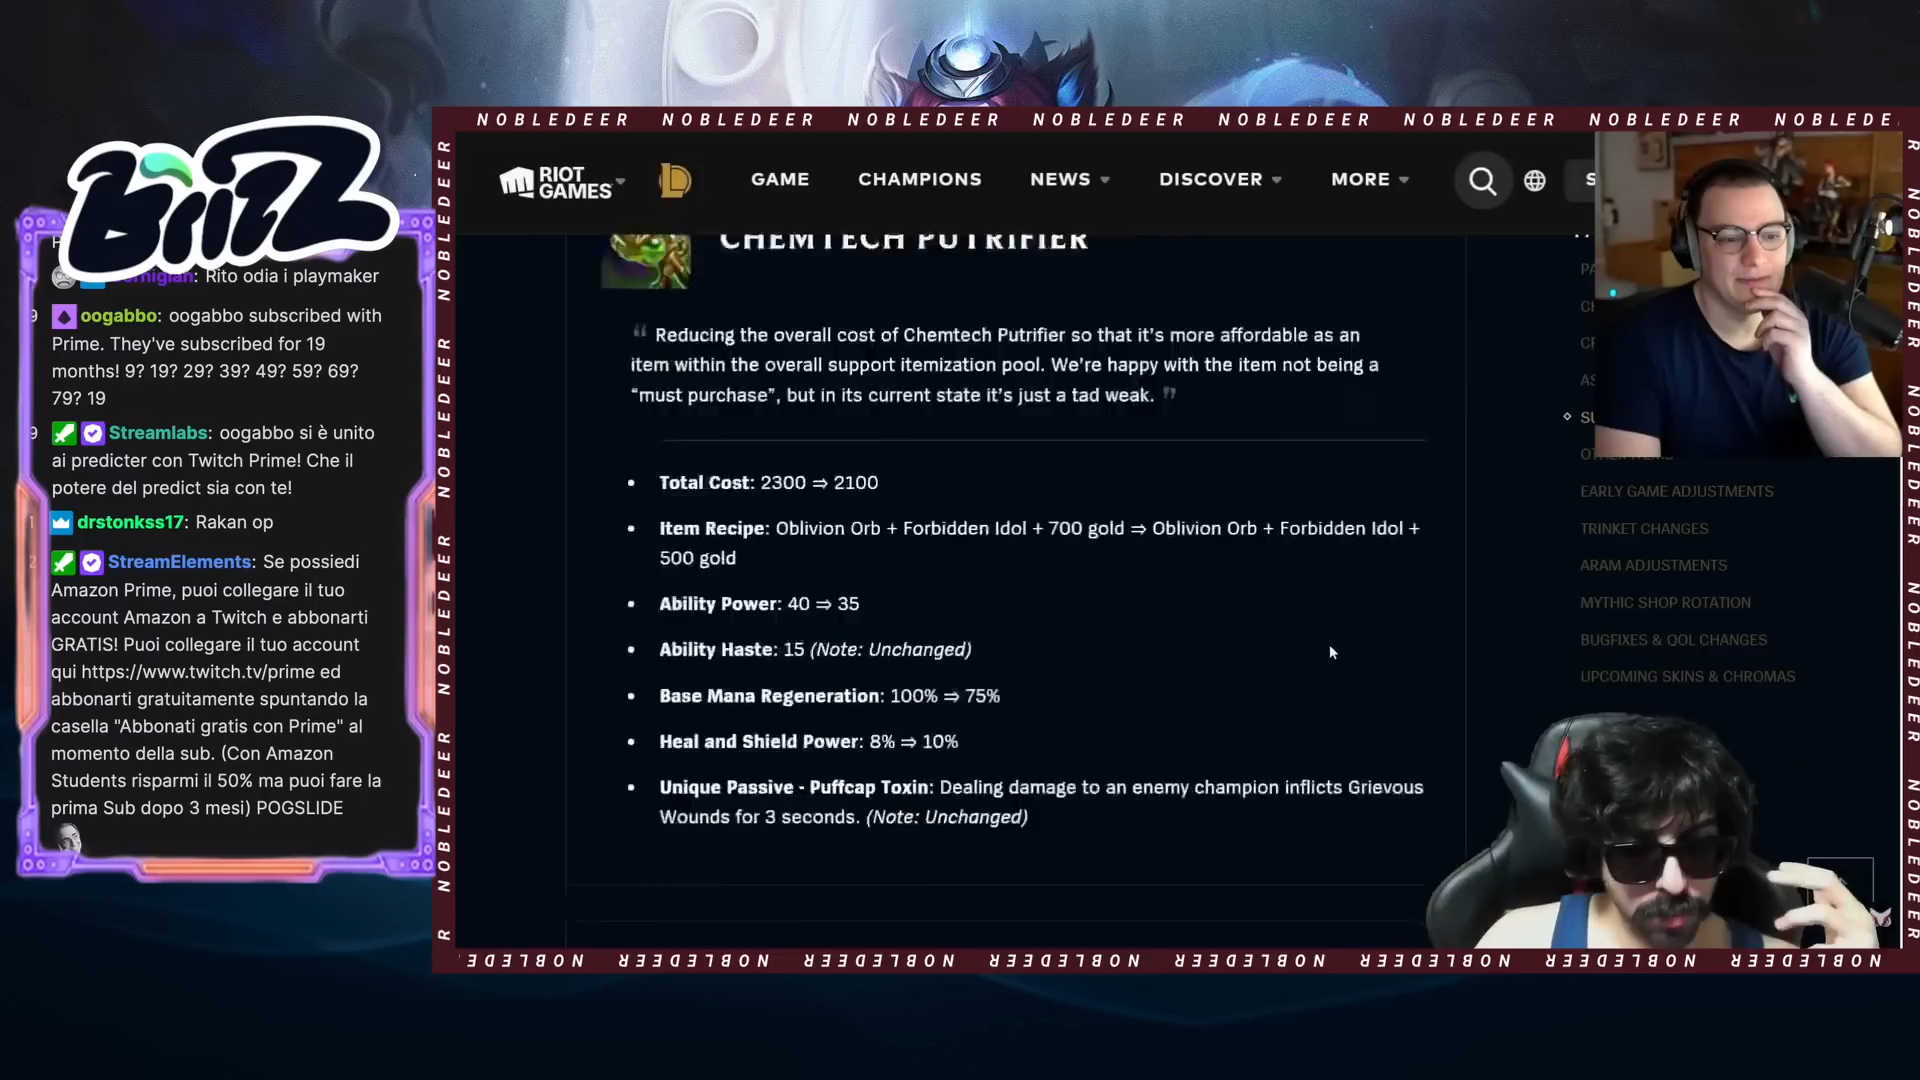 NOBLEDEER NOBLEDEER NOBLEDEER NOBLEDEER NOBLEDEER NOBLEDEER NOBLEDEER NOBLEDE
BriZZ
RIOT
GAMES
GAME
CHAMPIONS
NEWS
DISCOVER
MORE
Rito odia i playmaker
oogabbo: oogabbo subscribed with
Prime. They've subscribed for 19
months! 9? 19? 29? 39? 49? 59? 69?
79? 19
Streamlabs: oogabbo si è unito
ai predicter con Twitch Prime! Che il
potere del predict sia con te!
drstonkss17: Rakan op
StreamElements: Se possiedi
Amazon Prime, puoi collegare il tuo
account Amazon a Twitch e abbonarti
GRATIS! Puoi collegare il tuo account
qui https://www.twitch.tv/prime ed
abbonarti gratuitamente spuntando la
casella "Abbonati gratis con Prime" al
momento della sub. (Con Amazon
Students risparmi il 50% ma puoi fare la
prima Sub dopo 3 mesi) POGSLIDE
CHEMTECH PUTRIFIER
“ Reducing the overall cost of Chemtech Putrifier so that it’s more affordable as an
item within the overall support itemization pool. We’re happy with the item not being a
“must purchase”, but in its current state it’s just a tad weak. ”
• Total Cost: 2300 ⇒ 2100
• Item Recipe: Oblivion Orb + Forbidden Idol + 700 gold ⇒ Oblivion Orb + Forbidden Idol +
500 gold
• Ability Power: 40 ⇒ 35
• Ability Haste: 15 (Note: Unchanged)
• Base Mana Regeneration: 100% ⇒ 75%
• Heal and Shield Power: 8% ⇒ 10%
• Unique Passive - Puffcap Toxin: Dealing damage to an enemy champion inflicts Grievous
Wounds for 3 seconds. (Note: Unchanged)
EARLY GAME ADJUSTMENTS
TRINKET CHANGES
ARAM ADJUSTMENTS
MYTHIC SHOP ROTATION
BUGFIXES & QOL CHANGES
UPCOMING SKINS & CHROMAS
NOBLEDEER NOBLEDEER NOBLEDEER NOBLEDEER NOBLEDEER NOBLEDEER NOBLEDEER NOBLEDE